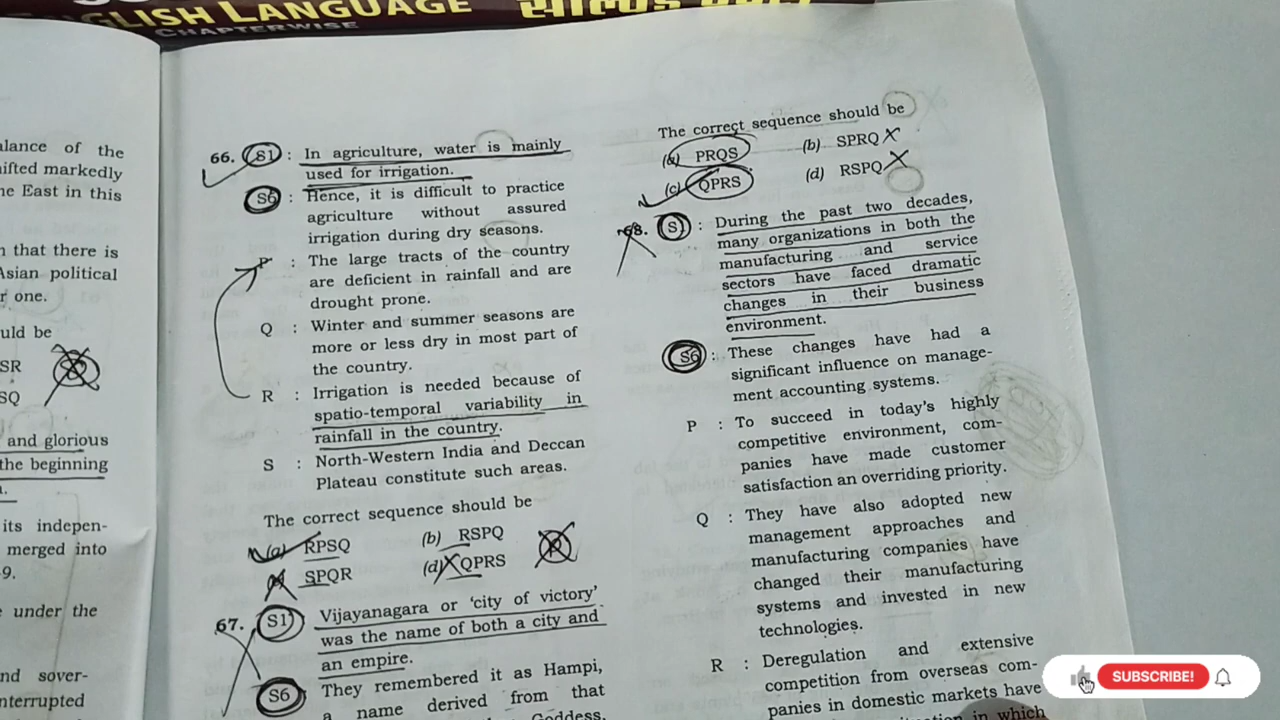 ENGLISH LANGUAGE
CHAPTERWISE
alance of the
ifted markedly
he East in this
n that there is
Asian political
r one.
uld be
SR
SQ
and glorious
the beginning
its indepen-
merged into
9.
under the
nd sover-
nterrupted
66. S1 : In agriculture, water is mainly
used for irrigation.
S6 : Hence, it is difficult to practice
agriculture without assured
irrigation during dry seasons.
P : The large tracts of the country
are deficient in rainfall and are
drought prone.
Q : Winter and summer seasons are
more or less dry in most part of
the country.
R : Irrigation is needed because of
spatio-temporal variability in
rainfall in the country.
S : North-Western India and Deccan
Plateau constitute such areas.
The correct sequence should be
(a) RPSQ (b) RSPQ
SPQR (d) QPRS
67. S1 : Vijayanagara or ‘city of victory’
was the name of both a city and
an empire.
S6 : They remembered it as Hampi,
a name derived from that
Goddess,
The correct sequence should be
(a) PRQS (b) SPRQ
(c) QPRS (d) RSPQ
68. S1 : During the past two decades,
many organizations in both the
manufacturing and service
sectors have faced dramatic
changes in their business
environment.
S6 : These changes have had a
significant influence on manage-
ment accounting systems.
P : To succeed in today’s highly
competitive environment, com-
panies have made customer
satisfaction an overriding priority.
Q : They have also adopted new
management approaches and
manufacturing companies have
changed their manufacturing
systems and invested in new
technologies.
R : Deregulation and extensive
competition from overseas com-
panies in domestic markets have
in which
SUBSCRIBE!